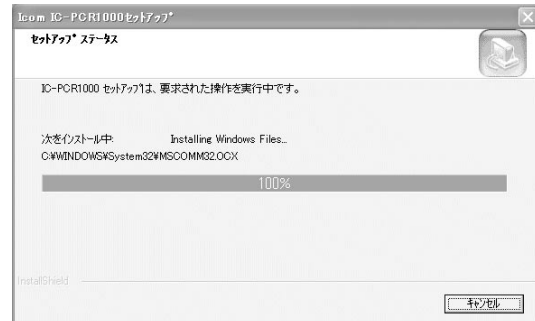 Icom IC-PCR1000ｾｯﾄｱｯﾌﾟ
ｾｯﾄｱｯﾌﾟ ｽﾃｰﾀｽ
IC-PCR1000 ｾｯﾄｱｯﾌﾟは、要求された操作を実行中です。
次をインストール中: Installing Windows Files...
C:¥WINDOWS¥System32¥MSCOMM32.OCX
100%
InstallShield
ｷｬﾝｾﾙ